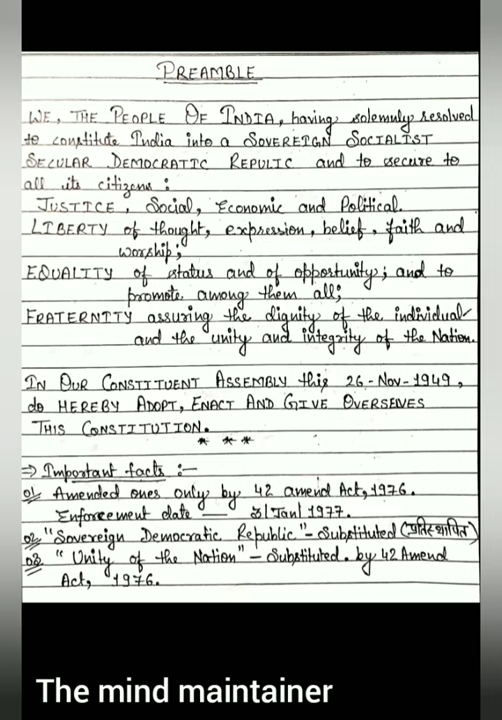 PREAMBLE
WE, THE PEOPLE OF INDIA, having solemnly resolved
to constitute India into a SOVEREIGN SOCIALIST
SECULAR DEMOCRATIC REPULIC and to secure to
all its citizens :
JUSTICE, Social, Economic and Political.
LIBERTY of thought, expression, belief, faith and
worship;
EQUALITY of status and of opportunity; and to
promote among them all;
FRATERNITY assuring the dignity of the individual
and the unity and integrity of the Nation.
IN OUR CONSTITUENT ASSEMBLY this 26-Nov-1949,
do HEREBY ADOPT, ENACT AND GIVE OVERSELVES
THIS CONSTITUTION.
* * *
⇒ Important facts :-
01 Amended ones only by 42 amend Act, 1976.
Enforcement date — 3/Jan/1977.
02 "Sovereign Democratic Republic" - Substituted (प्रतिस्थापित)
03 "Unity of the Nation" - Substituted. by 42 Amend
Act, 1976.
The mind maintainer